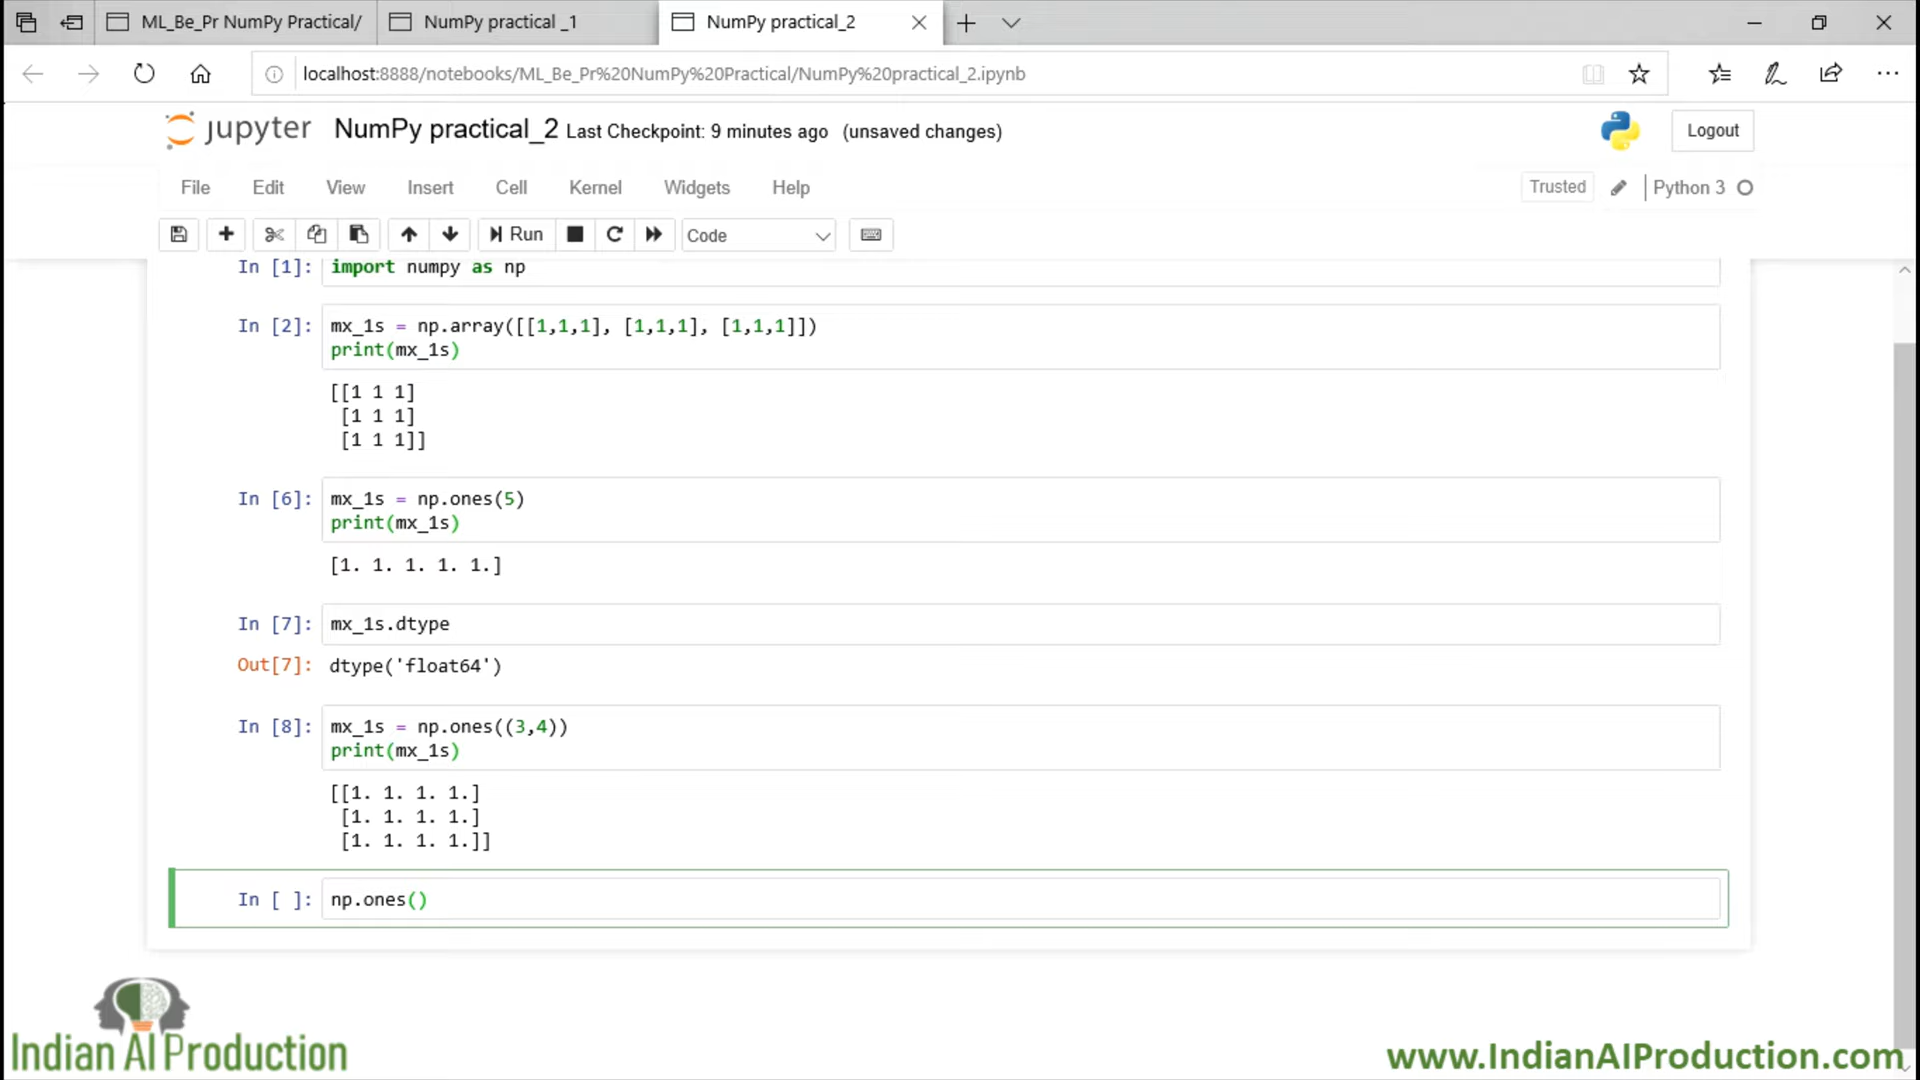 ML_Be_Pr NumPy Practical/
NumPy practical _1
NumPy practical_2
localhost:8888/notebooks/ML_Be_Pr%20NumPy%20Practical/NumPy%20practical_2.ipynb
jupyter NumPy practical_2 Last Checkpoint: 9 minutes ago (unsaved changes)
Logout
File Edit View Insert Cell Kernel Widgets Help
Trusted Python 3
Run Code
In [1]: import numpy as np
In [2]: mx_1s = np.array([[1,1,1], [1,1,1], [1,1,1]])
print(mx_1s)
[[1 1 1]
[1 1 1]
[1 1 1]]
In [6]: mx_1s = np.ones(5)
print(mx_1s)
[1. 1. 1. 1. 1.]
In [7]: mx_1s.dtype
Out[7]: dtype('float64')
In [8]: mx_1s = np.ones((3,4))
print(mx_1s)
[[1. 1. 1. 1.]
[1. 1. 1. 1.]
[1. 1. 1. 1.]]
In [ ]: np.ones()
Indian AI Production
www.IndianAIProduction.com